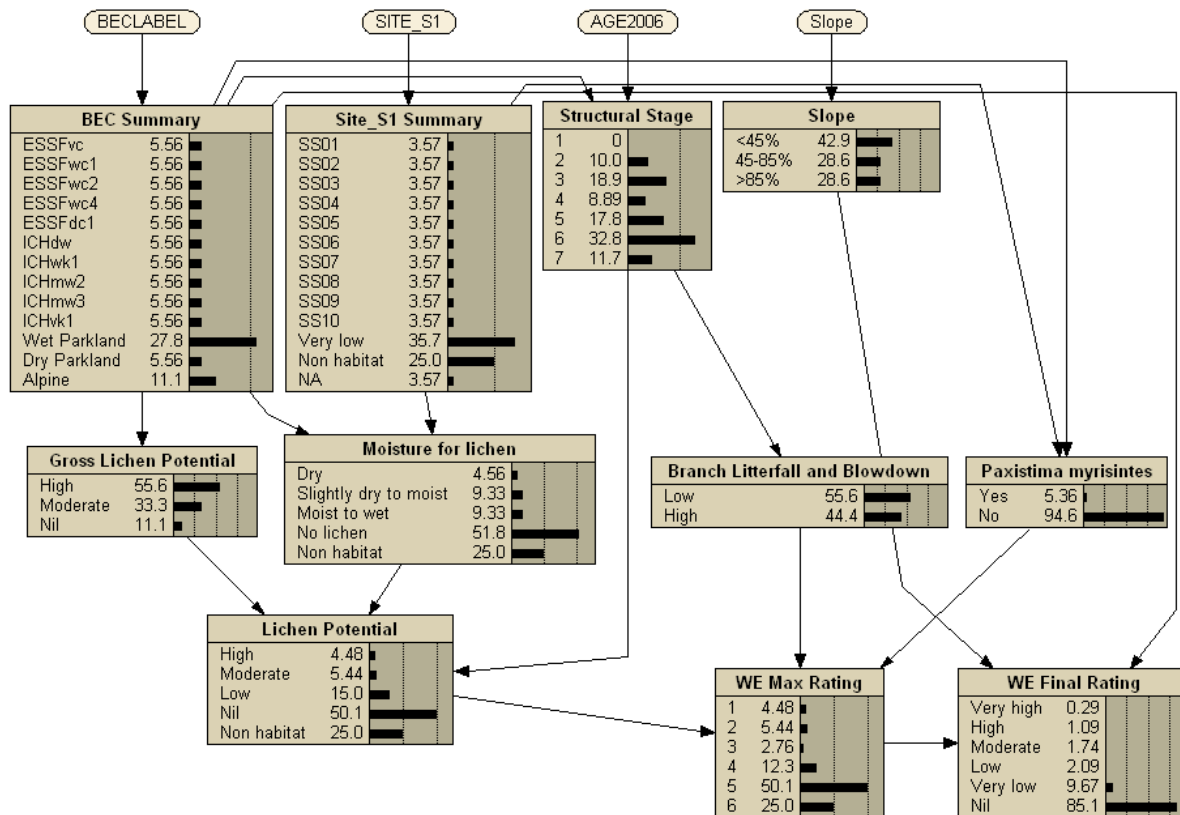 BECLABEL
SITE_S1
AGE2006
Slope
BEC Summary
ESSFvc 5.56
ESSFwc1 5.56
ESSFwc2 5.56
ESSFwc4 5.56
ESSFdc1 5.56
ICHdw 5.56
ICHwk1 5.56
ICHmw2 5.56
ICHmw3 5.56
ICHvk1 5.56
Wet Parkland 27.8
Dry Parkland 5.56
Alpine 11.1
Site_S1 Summary
SS01 3.57
SS02 3.57
SS03 3.57
SS04 3.57
SS05 3.57
SS06 3.57
SS07 3.57
SS08 3.57
SS09 3.57
SS10 3.57
Very low 35.7
Non habitat 25.0
NA 3.57
Structural Stage
1 0
2 10.0
3 18.9
4 8.89
5 17.8
6 32.8
7 11.7
Slope
<45% 42.9
45-85% 28.6
>85% 28.6
Gross Lichen Potential
High 55.6
Moderate 33.3
Nil 11.1
Moisture for lichen
Dry 4.56
Slightly dry to moist 9.33
Moist to wet 9.33
No lichen 51.8
Non habitat 25.0
Branch Litterfall and Blowdown
Low 55.6
High 44.4
Paxistima myrisintes
Yes 5.36
No 94.6
Lichen Potential
High 4.48
Moderate 5.44
Low 15.0
Nil 50.1
Non habitat 25.0
WE Max Rating
1 4.48
2 5.44
3 2.76
4 12.3
5 50.1
6 25.0
WE Final Rating
Very high 0.29
High 1.09
Moderate 1.74
Low 2.09
Very low 9.67
Nil 85.1